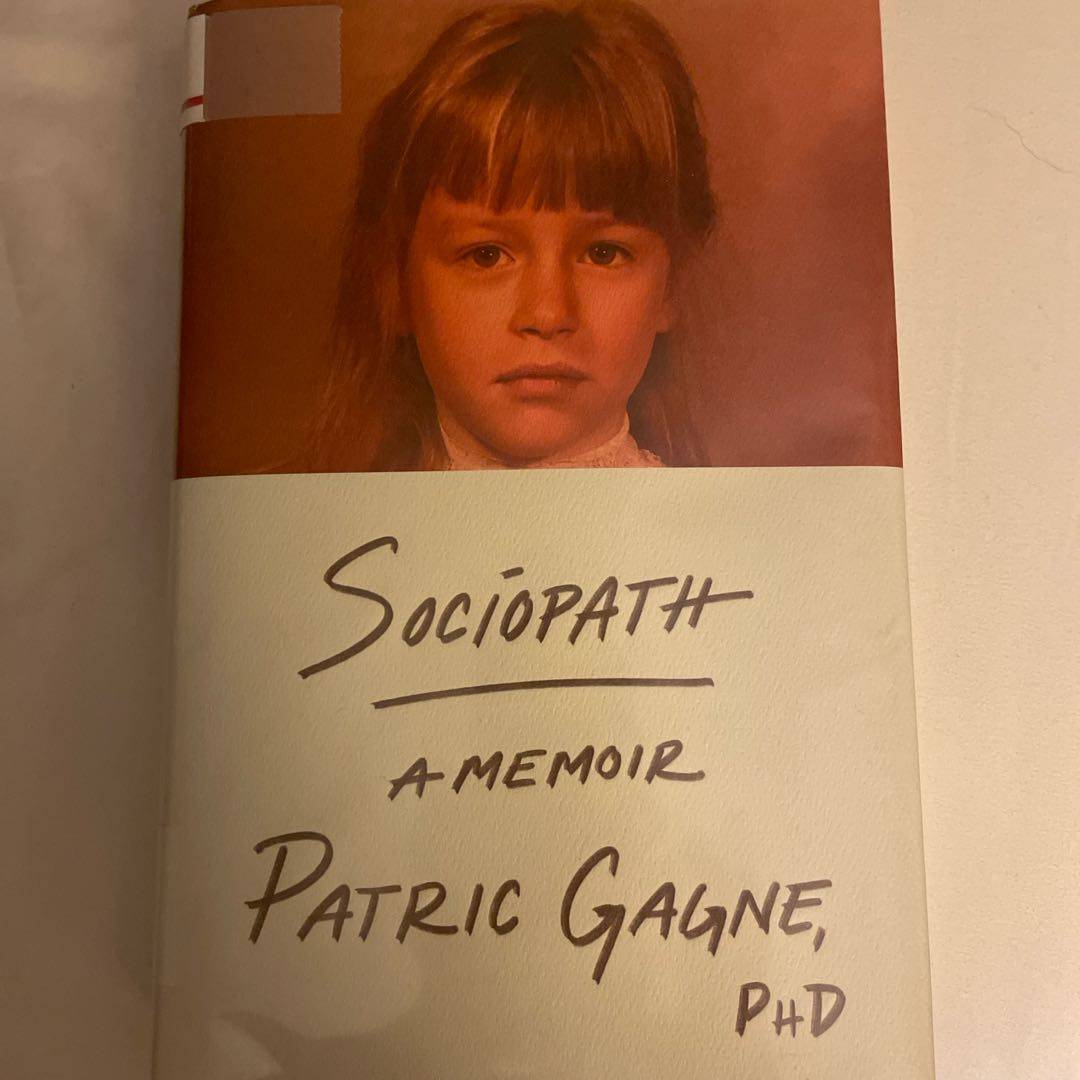 SOCIOPATH
A MEMOIR
PATRIC GAGNE,
PHD